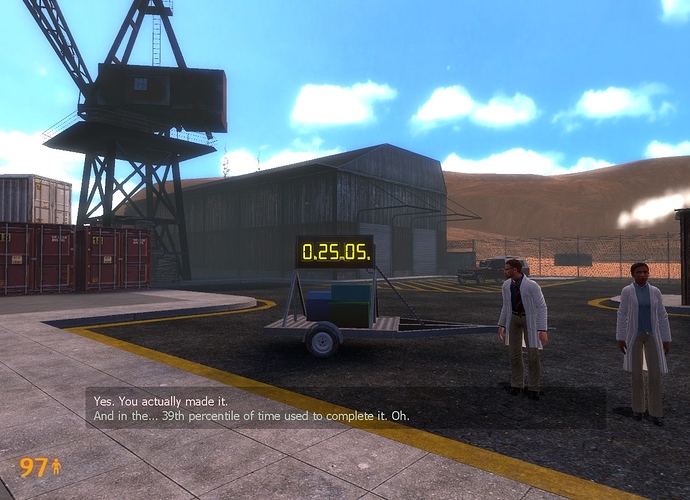 0.25.05.
Yes. You actually made it.
And in the... 39th percentile of time used to complete it. Oh.
97